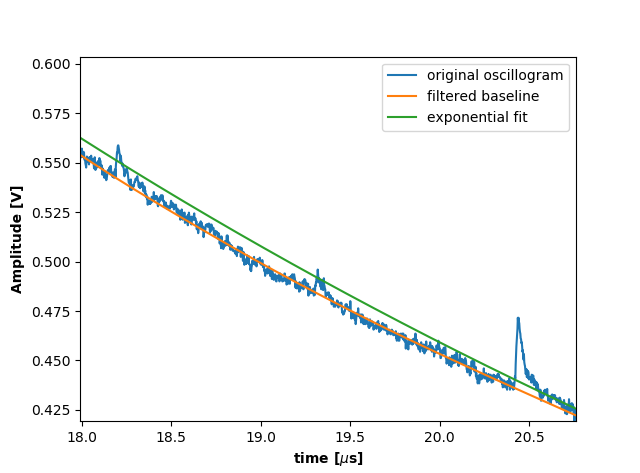 original oscillogram
filtered baseline
exponential fit
Amplitude [V]
0.600
0.575
0.550
0.525
0.500
0.475
0.450
0.425
18.0 18.5 19.0 19.5 20.0 20.5
time [μs]